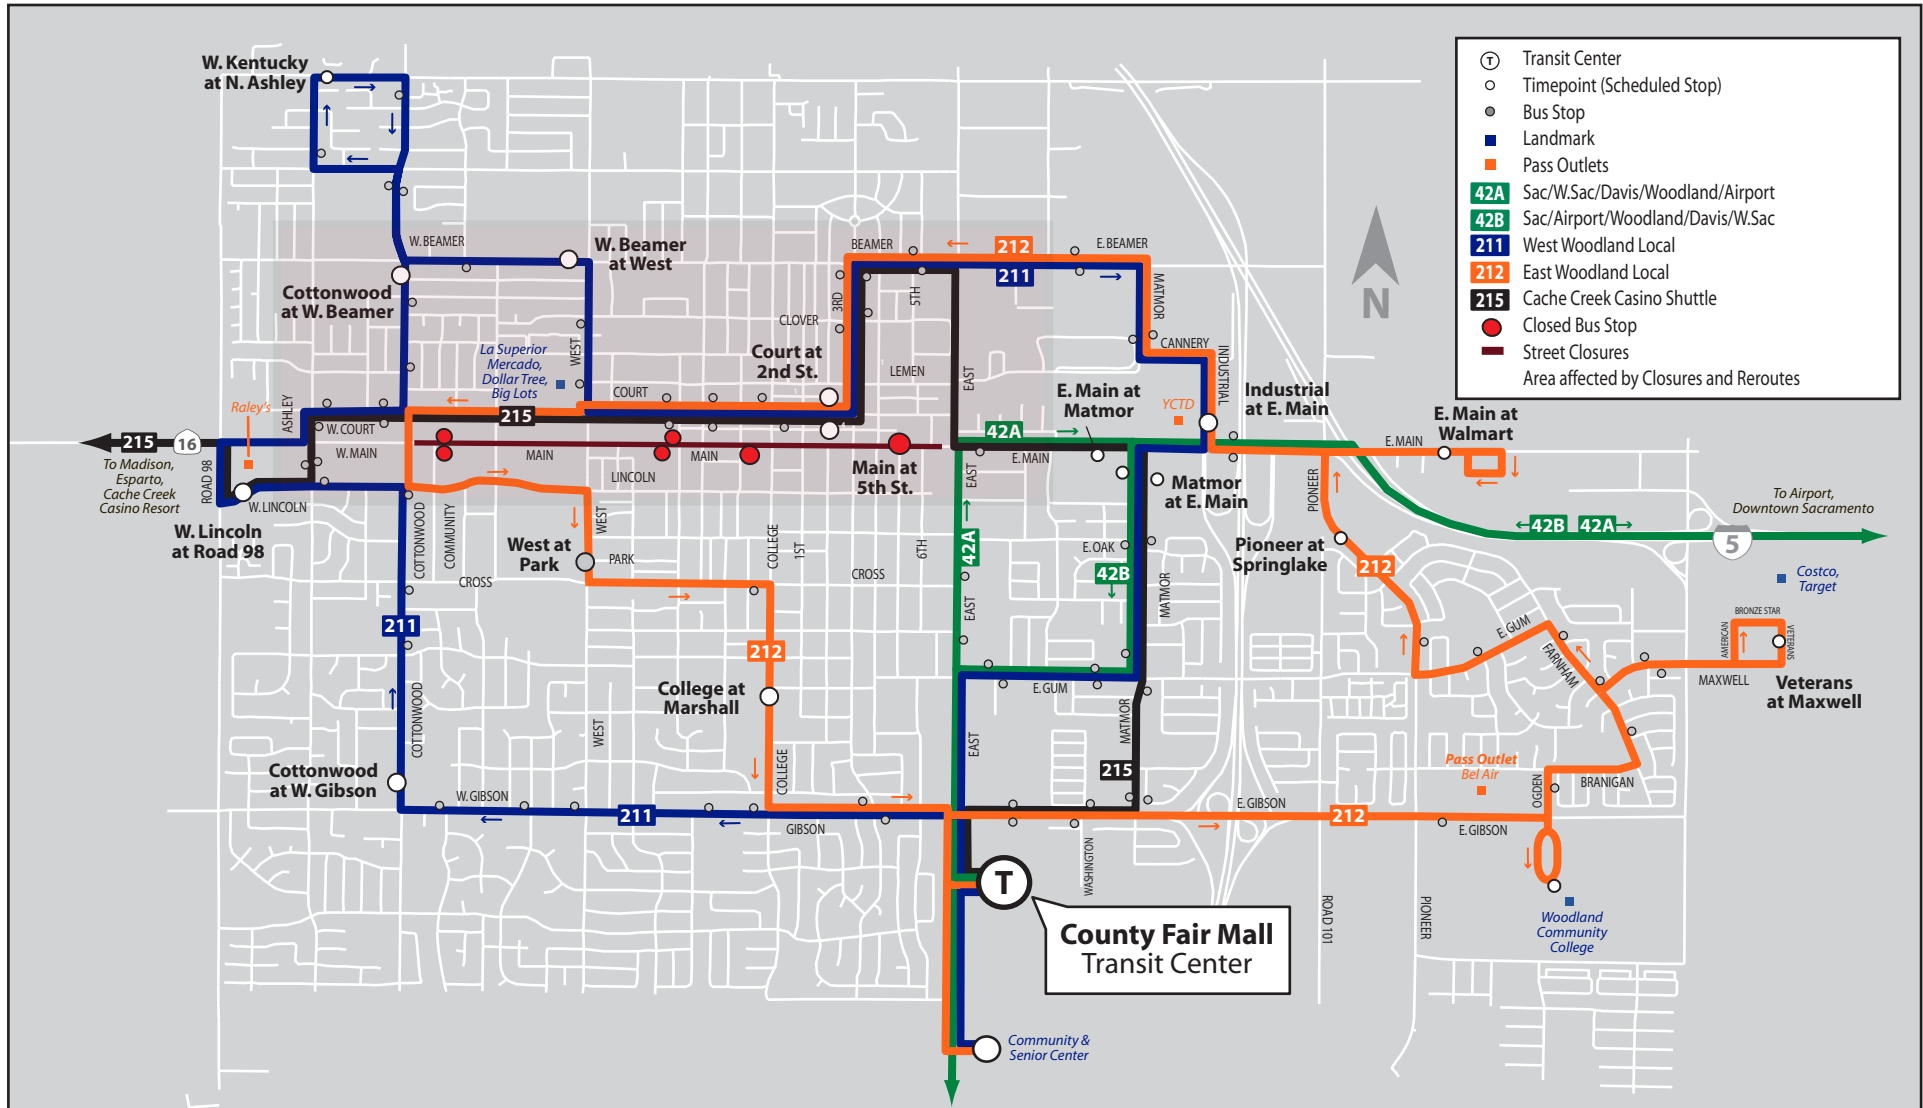 W. Kentucky
at N. Ashley
T Transit Center
Timepoint (Scheduled Stop)
Bus Stop
Landmark
Pass Outlets
42A Sac/W.Sac/Davis/Woodland/Airport
42B Sac/Airport/Woodland/Davis/W.Sac
211 West Woodland Local
212 East Woodland Local
215 Cache Creek Casino Shuttle
Closed Bus Stop
Street Closures
Area affected by Closures and Reroutes
W. BEAMER
W. Beamer
at West
BEAMER
212
E. BEAMER
211
MATMOR
N
Cottonwood
at W. Beamer
3RD
5TH
CLOVER
WEST
La Superior
Mercado,
Dollar Tree,
Big Lots
Court at
2nd St.
LEMEN
EAST
CANNERY
INDUSTRIAL
COURT
E. Main at
Matmor
YCTD
Industrial
at E. Main
E. Main at
Walmart
Raley's
ASHLEY
215
W. COURT
215
16
42A
E. MAIN
W. MAIN
MAIN
MAIN
E. MAIN
To Madison,
Esparto,
Cache Creek
Casino Resort
ROAD 98
LINCOLN
Main at
5th St.
EAST
Matmor
at E. Main
PIONEER
W. LINCOLN
To Airport,
Downtown Sacramento
W. Lincoln
at Road 98
COTTONWOOD
COMMUNITY
WEST
West at
Park
PARK
COLLEGE
1ST
6TH
42A
E. OAK
42B
42B
42A
5
Pioneer at
Springlake
212
CROSS
CROSS
MATMOR
EAST
Costco,
Target
BRONZE STAR
AMERICAN
VETERANS
211
212
E. GUM
FARNHAM
MAXWELL
Veterans
at Maxwell
College at
Marshall
E. GUM
COTTONWOOD
WEST
MATMOR
EAST
Cottonwood
at W. Gibson
COLLEGE
215
Pass Outlet
Bel Air
OGDEN
BRANIGAN
W. GIBSON
211
GIBSON
E. GIBSON
212
E. GIBSON
WASHINGTON
T
ROAD 101
PIONEER
Woodland
Community
College
County Fair Mall
Transit Center
Community &
Senior Center